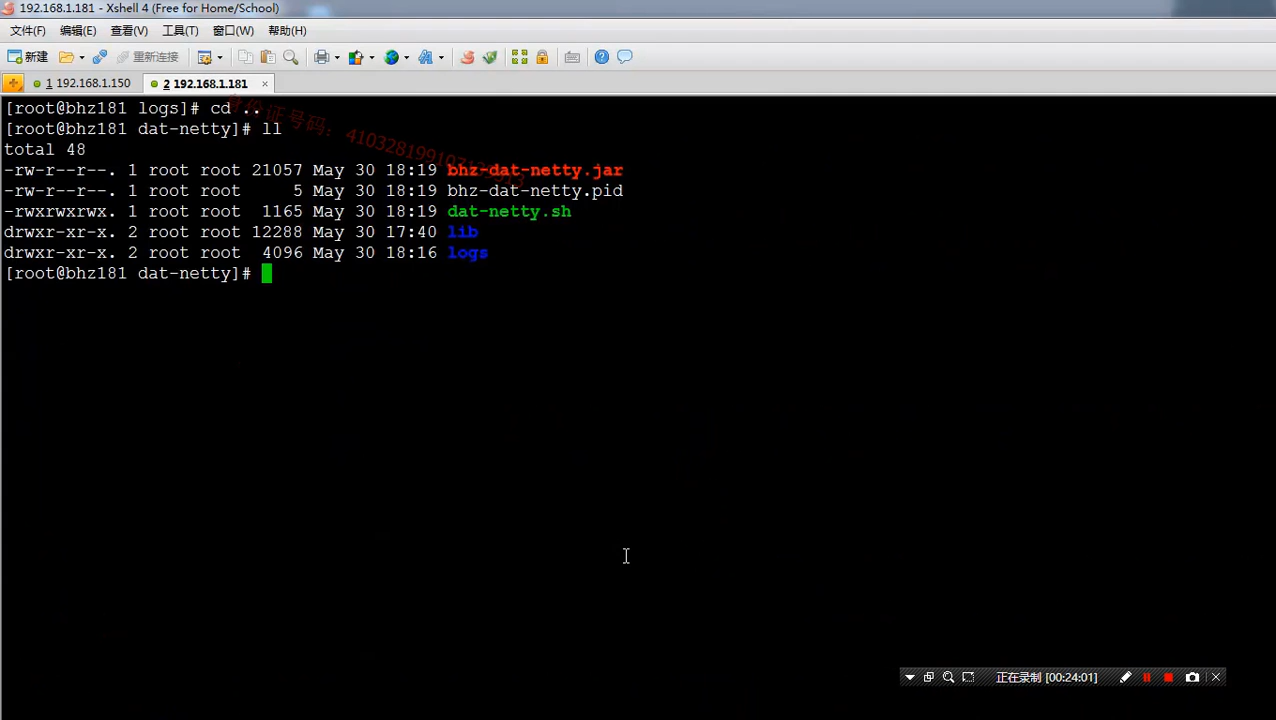 192.168.1.181 - Xshell 4 (Free for Home/School)
文件(F) 编辑(E) 查看(V) 工具(T) 窗口(W) 帮助(H)
新建 重新连接
1 192.168.1.150 2 192.168.1.181 ×
[root@bhz181 logs]# cd ..
[root@bhz181 dat-netty]# ll
total 48
-rw-r--r--. 1 root root 21057 May 30 18:19 bhz-dat-netty.jar
-rw-r--r--. 1 root root 5 May 30 18:19 bhz-dat-netty.pid
-rwxrwxrwx. 1 root root 1165 May 30 18:19 dat-netty.sh
drwxr-xr-x. 2 root root 12288 May 30 17:40 lib
drwxr-xr-x. 2 root root 4096 May 30 18:16 logs
[root@bhz181 dat-netty]#
正在录制 [00:24:01]